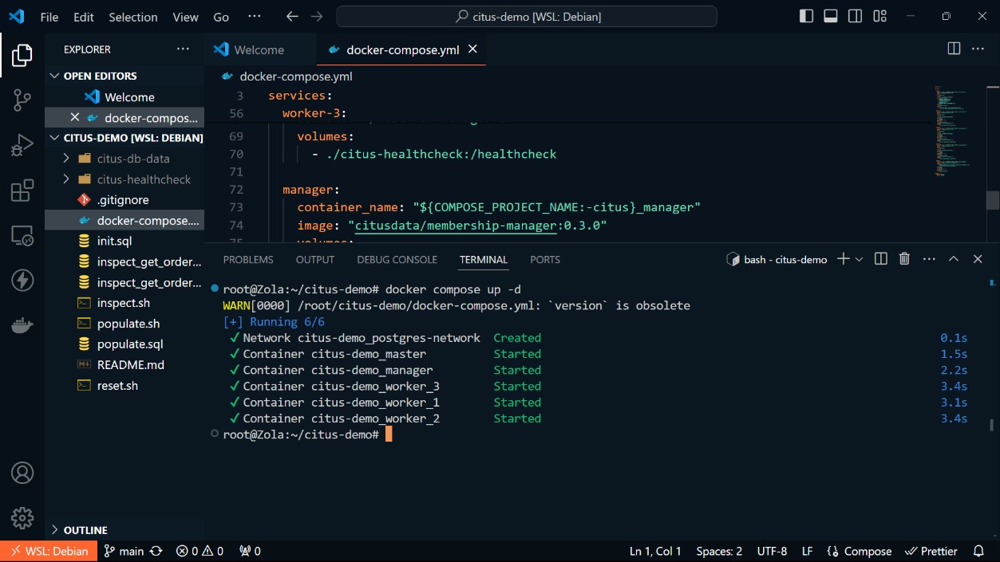 File Edit Selection View Go ··· citus-demo [WSL: Debian]
EXPLORER ···
OPEN EDITORS
Welcome
docker-compos...
CITUS-DEMO [WSL: DEBIAN]
citus-db-data
citus-healthcheck
.gitignore
docker-compose....
init.sql
inspect_get_order...
inspect_get_order...
inspect.sh
populate.sh
populate.sql
README.md
reset.sh
OUTLINE
Welcome docker-compose.yml
docker-compose.yml
3 services:
56 worker-3:
69 volumes:
70 - ./citus-healthcheck:/healthcheck
71
72 manager:
73 container_name: "${COMPOSE_PROJECT_NAME:-citus}_manager"
74 image: "citusdata/membership-manager:0.3.0"
75 volumes:
PROBLEMS OUTPUT DEBUG CONSOLE TERMINAL PORTS bash - citus-demo
root@Zola:~/citus-demo# docker compose up -d
WARN[0000] /root/citus-demo/docker-compose.yml: `version` is obsolete
[+] Running 6/6
✓ Network citus-demo_postgres-network Created 0.1s
✓ Container citus-demo_master Started 1.5s
✓ Container citus-demo_manager Started 2.2s
✓ Container citus-demo_worker_3 Started 3.4s
✓ Container citus-demo_worker_1 Started 3.1s
✓ Container citus-demo_worker_2 Started 3.4s
root@Zola:~/citus-demo#
WSL: Debian main 0 0 0 Ln 1, Col 1 Spaces: 2 UTF-8 LF Compose Prettier